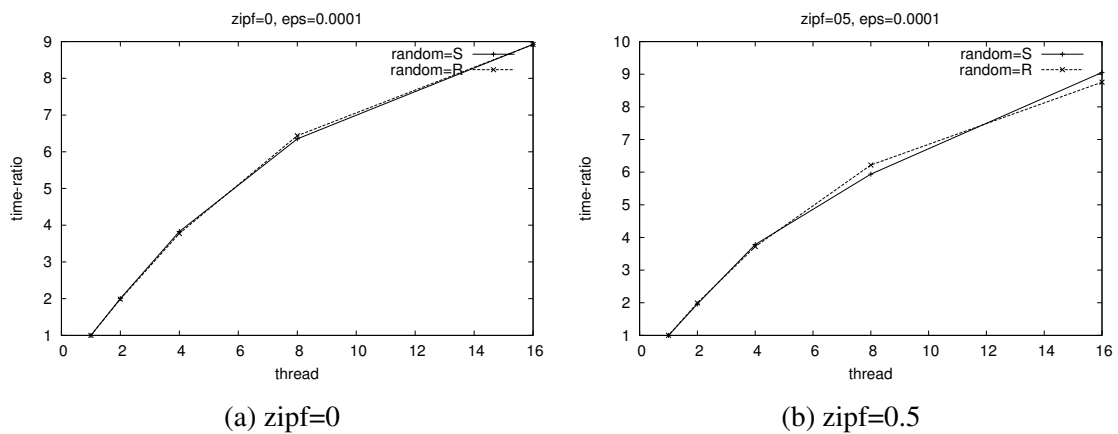 zipf=0, eps=0.0001
9
8
7
6
5
4
3
2
1
time-ratio
random=S
random=R
0 2 4 6 8 10 12 14 16
thread
(a) zipf=0
zipf=05, eps=0.0001
10
9
8
7
6
5
4
3
2
1
time-ratio
random=S
random=R
0 2 4 6 8 10 12 14 16
thread
(b) zipf=0.5